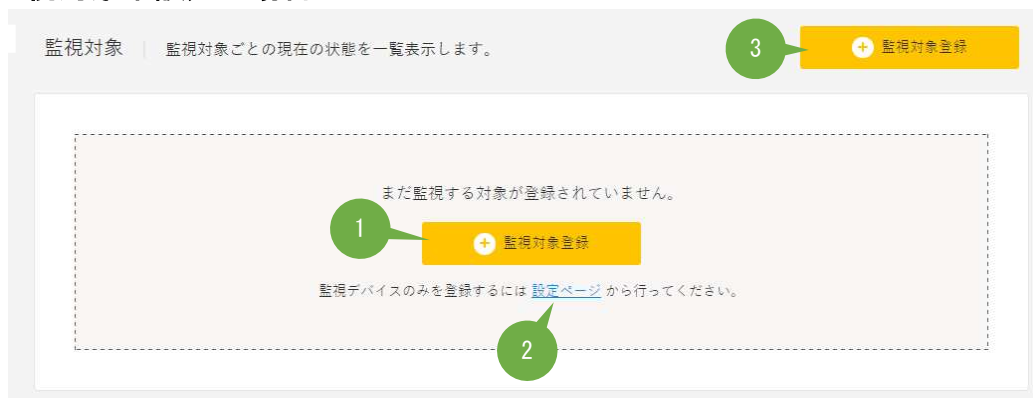 監視対象 監視対象ごとの現在の状態を一覧表示します。
3
監視対象登録
まだ監視する対象が登録されていません。
1
監視対象登録
監視デバイスのみを登録するには 設定ページ から行ってください。
2